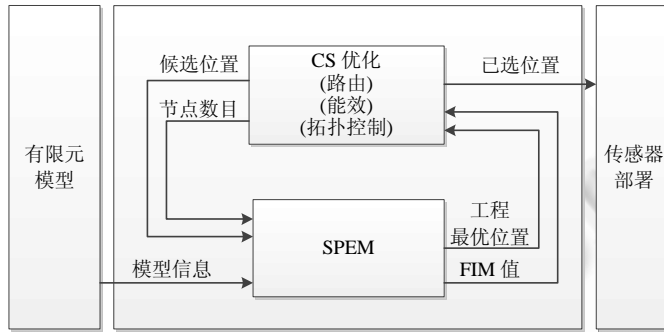 有限元
模型
候选位置
节点数目
CS 优化
(路由)
(能效)
(拓扑控制)
已选位置
传感器
部署
SPEM
工程
最优位置
模型信息
FIM 值